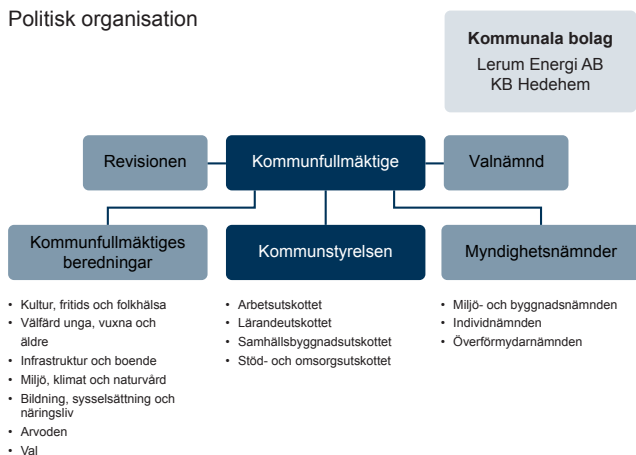 Politisk organisation
Kommunala bolag
Lerum Energi AB
KB Hedehem
Revisionen
Kommunfullmäktige
Valnämnd
Kommunfullmäktiges
beredningar
Kommunstyrelsen
Myndighetsnämnder
• Kultur, fritids och folkhälsa
• Välfärd unga, vuxna och
äldre
• Infrastruktur och boende
• Miljö, klimat och naturvård
• Bildning, sysselsättning och
näringsliv
• Arvoden
• Val
• Arbetsutskottet
• Lärandeutskottet
• Samhällsbyggnadsutskottet
• Stöd- och omsorgsutskottet
• Miljö- och byggnadsnämnden
• Individnämnden
• Överförmydarnämnden